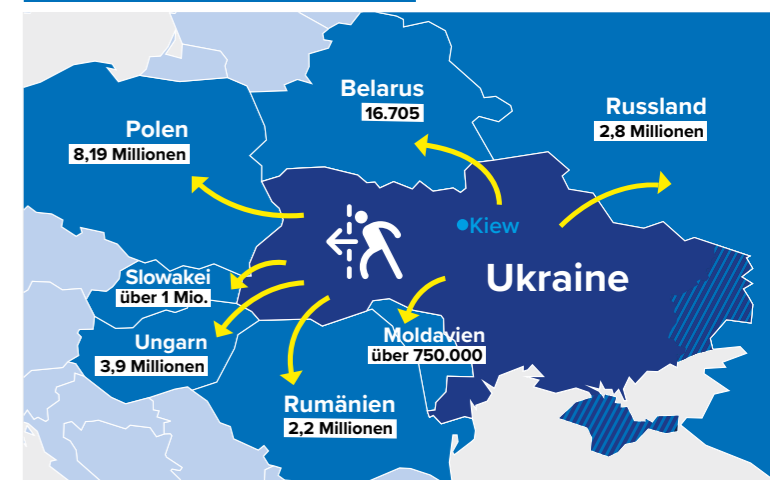 Belarus
16.705
Russland
2,8 Millionen
Polen
8,19 Millionen
Kiew
Ukraine
Slowakei
über 1 Mio.
Moldavien
über 750.000
Ungarn
3,9 Millionen
Rumänien
2,2 Millionen